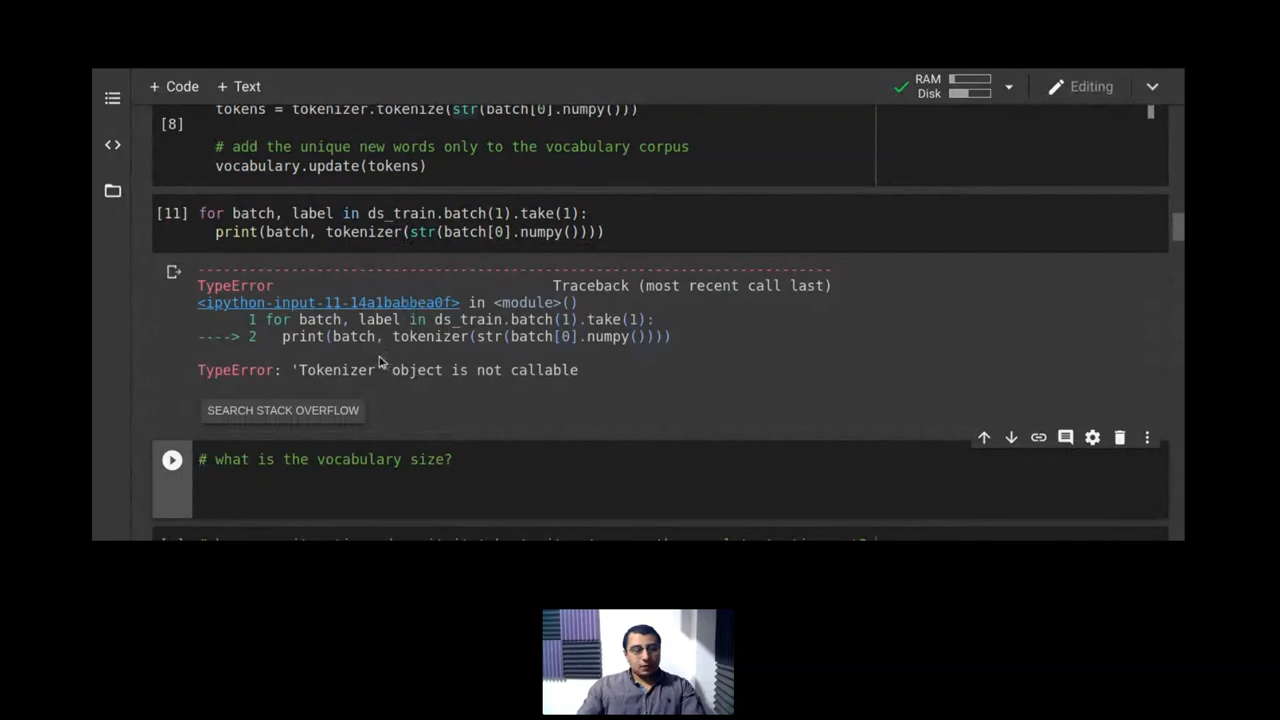 + Code + Text
RAM
Disk
Editing
tokens = tokenizer.tokenize(str(batch[0].numpy()))
[8]
# add the unique new words only to the vocabulary corpus
vocabulary.update(tokens)
[11] for batch, label in ds_train.batch(1).take(1):
print(batch, tokenizer(str(batch[0].numpy())))
---------------------------------------------------------------------------
TypeError Traceback (most recent call last)
<ipython-input-11-14a1babbea0f> in <module>()
1 for batch, label in ds_train.batch(1).take(1):
----> 2 print(batch, tokenizer(str(batch[0].numpy())))
TypeError: 'Tokenizer' object is not callable
SEARCH STACK OVERFLOW
# what is the vocabulary size?